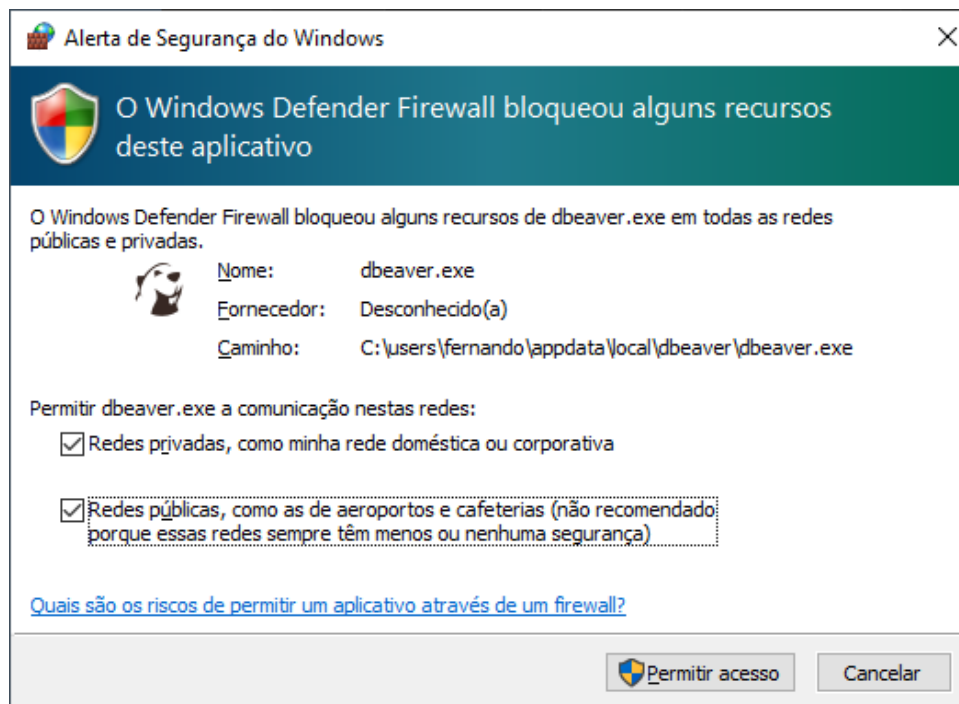 Alerta de Segurança do Windows
O Windows Defender Firewall bloqueou alguns recursos
deste aplicativo
O Windows Defender Firewall bloqueou alguns recursos de dbeaver.exe em todas as redes
públicas e privadas.
Nome: dbeaver.exe
Fornecedor: Desconhecido(a)
Caminho: C:\users\fernando\appdata\local\dbeaver\dbeaver.exe
Permitir dbeaver.exe a comunicação nestas redes:
Redes privadas, como minha rede doméstica ou corporativa
Redes públicas, como as de aeroportos e cafeterias (não recomendado
porque essas redes sempre têm menos ou nenhuma segurança)
Quais são os riscos de permitir um aplicativo através de um firewall?
Permitir acesso Cancelar